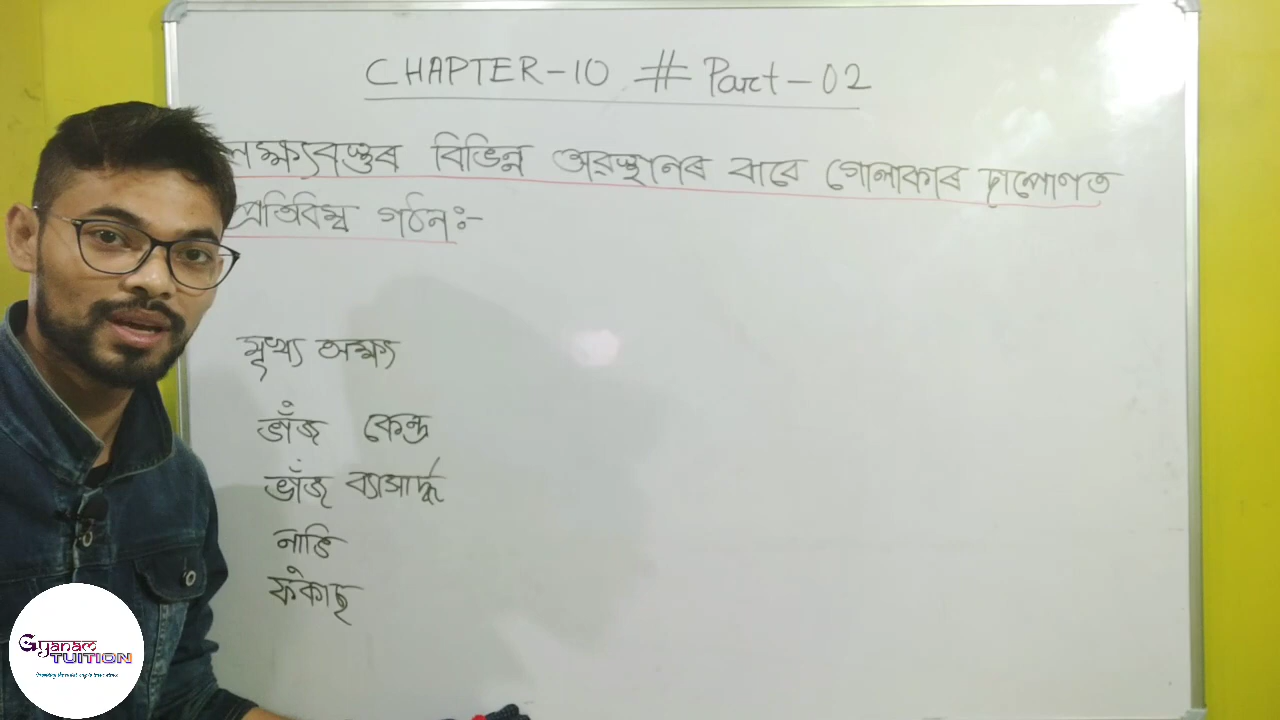 CHAPTER-10 # Part-02
লক্ষ্যবস্তুৰ বিভিন্ন অৱস্থানৰ বাবে গোলাকাৰ দাপোণত
প্ৰতিবিম্ব গঠন:-
মূখ্য অক্ষ্য
ভাঁজ কেন্দ্ৰ
ভাঁজ ব্যাসাৰ্দ্ধ
নাভি
ফ'কাছ
Gyanam
TUITION